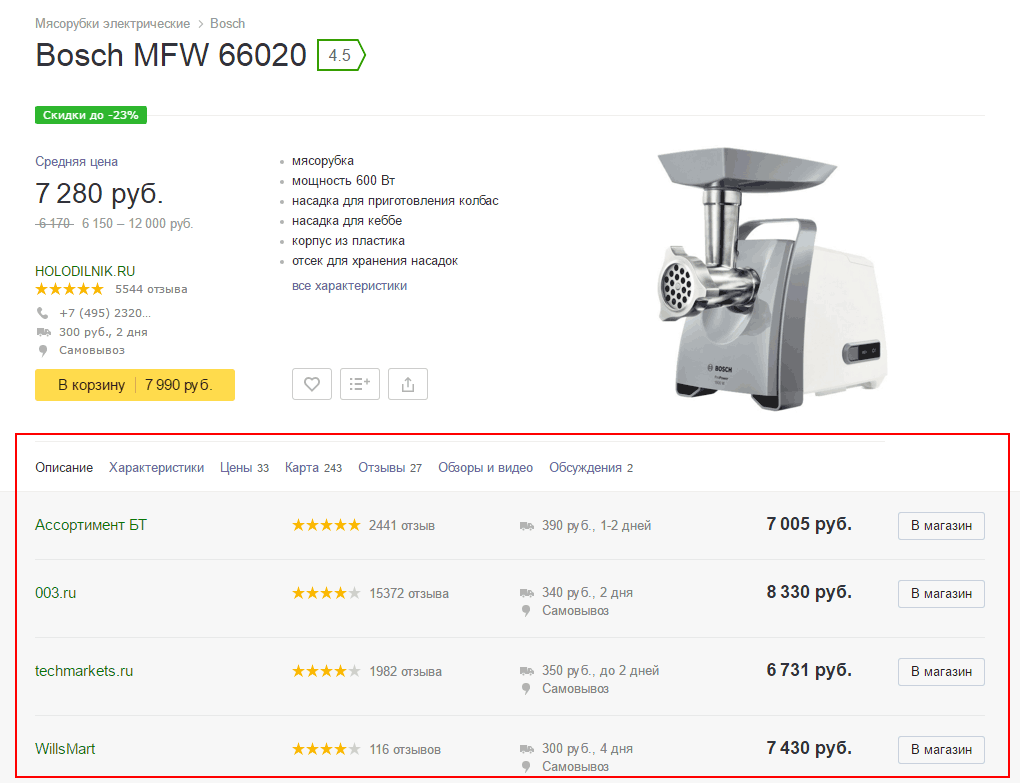 Мясорубки электрические > Bosch
Bosch MFW 66020 4.5
Скидки до -23%
Средняя цена
7 280 руб.
6 170 6 150 – 12 000 руб.
HOLODILNIK.RU
5544 отзыва
+7 (495) 2320...
300 руб., 2 дня
Самовывоз
В корзину 7 990 руб.
мясорубка
мощность 600 Вт
насадка для приготовления колбас
насадка для кеббе
корпус из пластика
отсек для хранения насадок
все характеристики
BOSCH
Описание Характеристики Цены 33 Карта 243 Отзывы 27 Обзоры и видео Обсуждения 2
Ассортимент БТ 2441 отзыв 390 руб., 1-2 дней 7 005 руб. В магазин
003.ru 15372 отзыва 340 руб., 2 дня 8 330 руб. В магазин
Самовывоз
techmarkets.ru 1982 отзыва 350 руб., до 2 дней 6 731 руб. В магазин
Самовывоз
WillsMart 116 отзывов 300 руб., 4 дня 7 430 руб. В магазин
Самовывоз